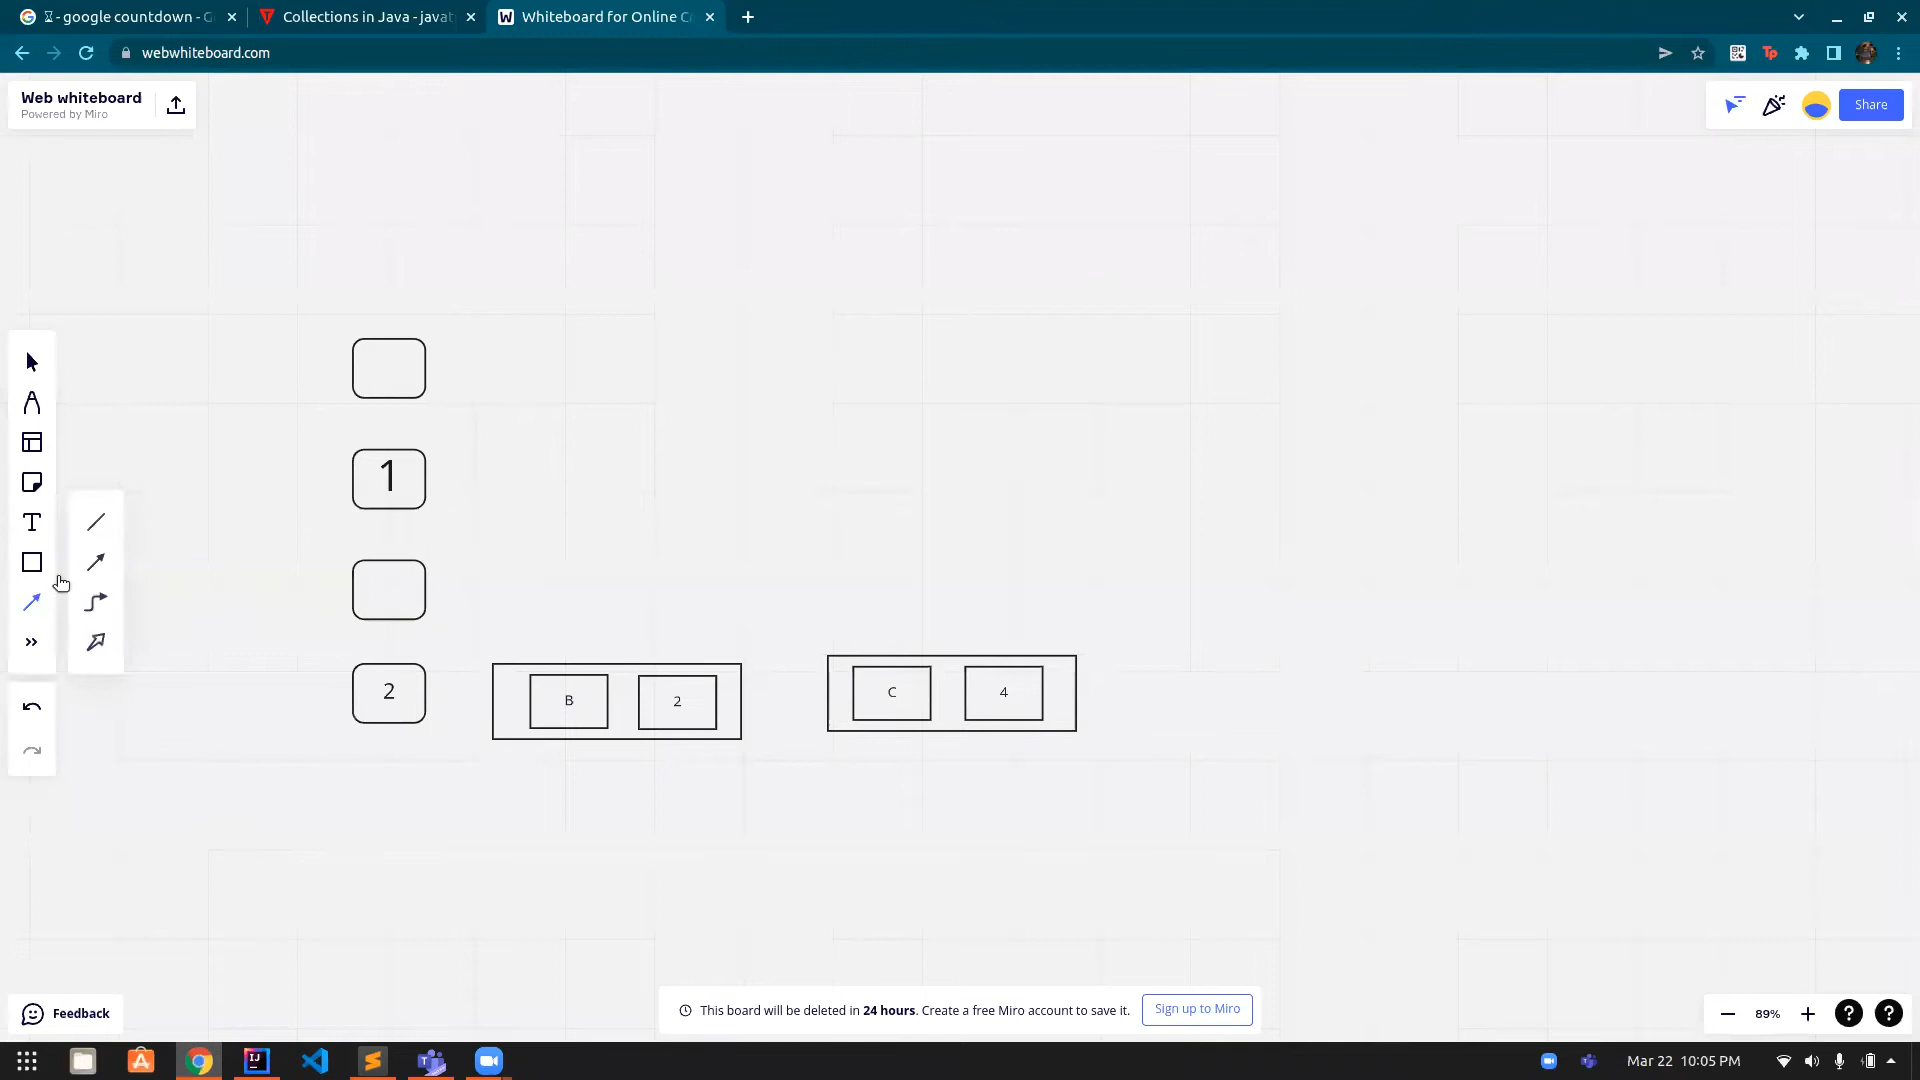 ⌛ - google countdown - G
Collections in Java - javat
Whiteboard for Online C
webwhiteboard.com
Tp
Web whiteboard
Powered by Miro
Share
1
2
B
2
C
4
T
Feedback
This board will be deleted in 24 hours. Create a free Miro account to save it.
Sign up to Miro
89%
Mar 22 10:05 PM